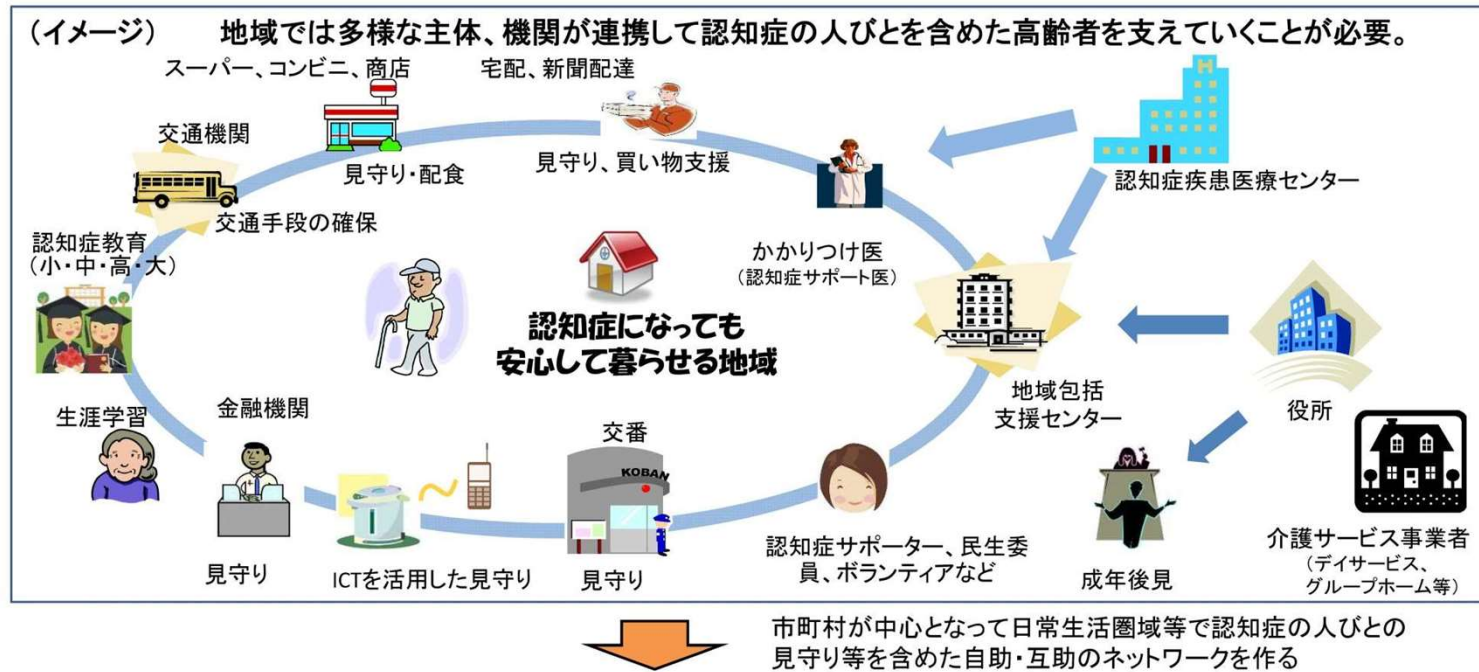 （イメージ） 地域では多様な主体、機関が連携して認知症の人びとを含めた高齢者を支えていくことが必要。
スーパー、コンビニ、商店
宅配、新聞配達
交通機関
見守り・配食
見守り、買い物支援
H
認知症疾患医療センター
交通手段の確保
認知症教育
（小・中・高・大）
かかりつけ医
（認知症サポート医）
認知症になっても
安心して暮らせる地域
地域包括
支援センター
役所
生涯学習
金融機関
交番
KOBAN
見守り
ICTを活用した見守り
見守り
認知症サポーター、民生委
員、ボランティアなど
成年後見
介護サービス事業者
（デイサービス、
グループホーム等）
市町村が中心となって日常生活圏域等で認知症の人びとの
見守り等を含めた自助・互助のネットワークを作る